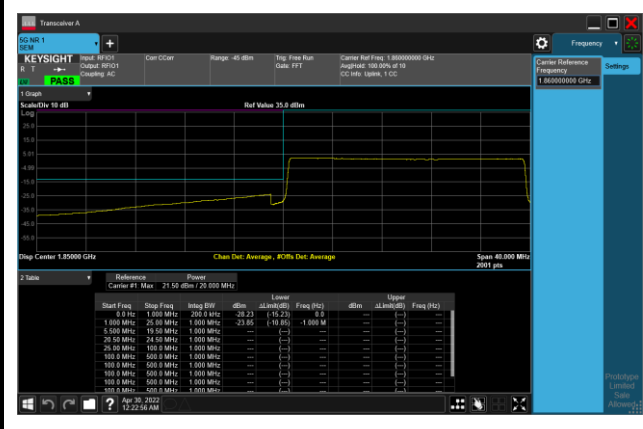 Transceiver A
5G NR 1
SEM
Frequency
KEYSIGHT
R T
PASS
Input: RFIO1
Output: RFIO1
Coupling: AC
Corr CCorr
Range: -45 dBm
Trig: Free Run
Gate: FFT
Carrier Ref Freq: 1.860000000 GHz
Avg|Hold: 100.00% of 10
CC Info: Uplink, 1 CC
Carrier Reference
Frequency
1.860000000 GHz
Settings
1 Graph
Scale/Div 10 dB
Ref Value 35.0 dBm
Log
25.0
15.0
5.01
-4.99
-15.0
-25.0
-35.0
-45.0
-55.0
Disp Center 1.85000 GHz
Chan Det: Average , #Offs Det: Average
Span 40.000 MHz
2001 pts
2 Table
Reference Power
Carrier #1 Max 21.50 dBm / 20.000 MHz
Lower Upper
Start Freq Stop Freq Integ BW dBm ΔLimit(dB) Freq (Hz) dBm ΔLimit(dB) Freq (Hz)
0.0 Hz 1.000 MHz 200.0 kHz -28.23 (-15.23) 0.0 --- (---) ---
1.000 MHz 25.00 MHz 1.000 MHz -23.85 (-10.85) -1.000 M --- (---) ---
5.500 MHz 19.50 MHz 1.000 MHz --- (---) --- --- (---) ---
20.50 MHz 24.50 MHz 1.000 MHz --- (---) --- --- (---) ---
25.00 MHz 100.0 MHz 1.000 MHz --- (---) --- --- (---) ---
100.0 MHz 500.0 MHz 1.000 MHz --- (---) --- --- (---) ---
100.0 MHz 500.0 MHz 1.000 MHz --- (---) --- --- (---) ---
100.0 MHz 500.0 MHz 1.000 MHz --- (---) --- --- (---) ---
100.0 MHz 500.0 MHz 1.000 MHz --- (---) --- --- (---) ---
Apr 30, 2022
12:22:56 AM
Prototype
Limited
Sale
Allowed